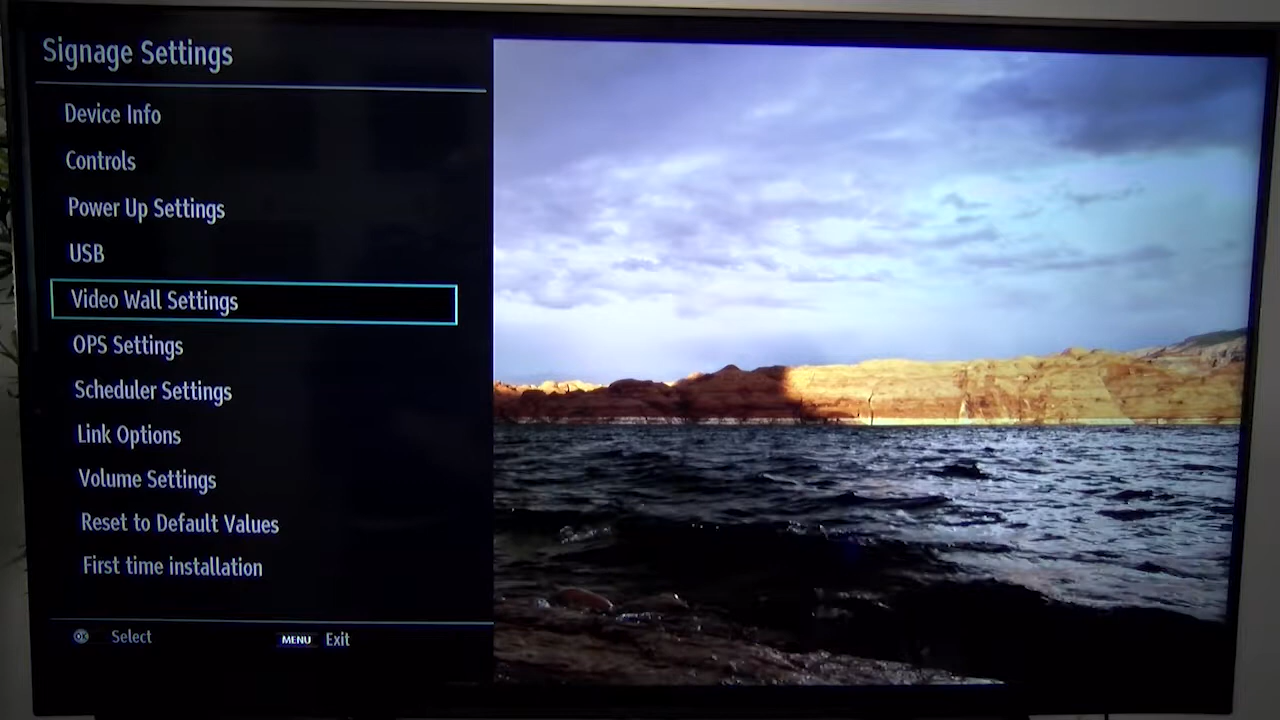 Signage Settings
Device Info
Controls
Power Up Settings
USB
Video Wall Settings
OPS Settings
Scheduler Settings
Link Options
Volume Settings
Reset to Default Values
First time installation
OK Select MENU Exit